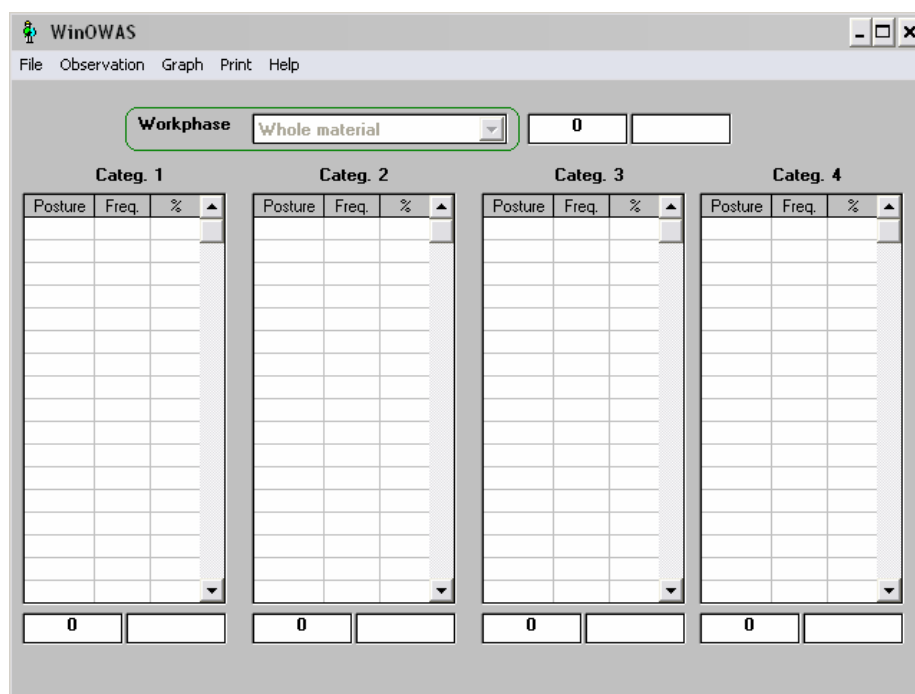 WinOWAS
File Observation Graph Print Help
Workphase Whole material 0
Categ. 1 Categ. 2 Categ. 3 Categ. 4
Posture Freq. % Posture Freq. % Posture Freq. % Posture Freq. %
0 0 0 0